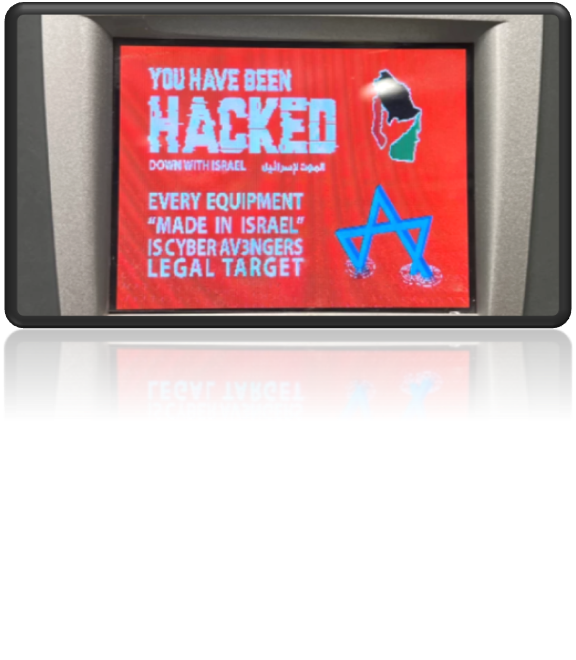 YOU HAVE BEEN
HACKED
DOWN WITH ISRAEL الموت لإسرائيل
EVERY EQUIPMENT
“MADE IN ISRAEL”
IS CYBER AV3NGERS
LEGAL TARGET